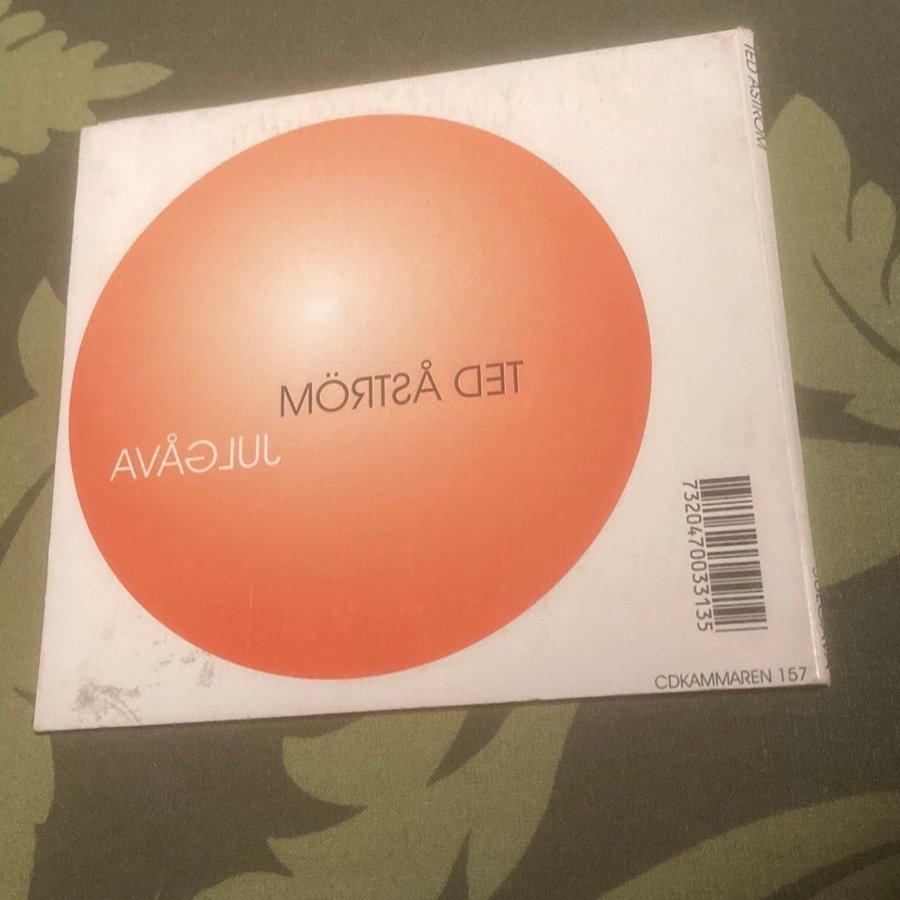 TED ÅSTRÖM
JULGÅVA
TED ÅSTRÖM
7320470033135
CDKAMMAREN 157